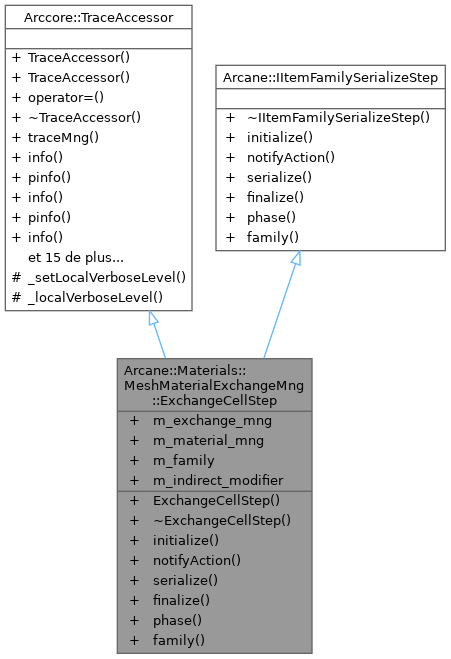 Arccore::TraceAccessor
+ TraceAccessor()
+ TraceAccessor()
+ operator=()
+ ~TraceAccessor()
+ traceMng()
+ info()
+ pinfo()
+ info()
+ pinfo()
+ info()
et 15 de plus...
# _setLocalVerboseLevel()
# _localVerboseLevel()
Arcane::IItemFamilySerializeStep
+ ~IItemFamilySerializeStep()
+ initialize()
+ notifyAction()
+ serialize()
+ finalize()
+ phase()
+ family()
Arcane::Materials::
MeshMaterialExchangeMng
::ExchangeCellStep
+ m_exchange_mng
+ m_material_mng
+ m_family
+ m_indirect_modifier
+ ExchangeCellStep()
+ ~ExchangeCellStep()
+ initialize()
+ notifyAction()
+ serialize()
+ finalize()
+ phase()
+ family()